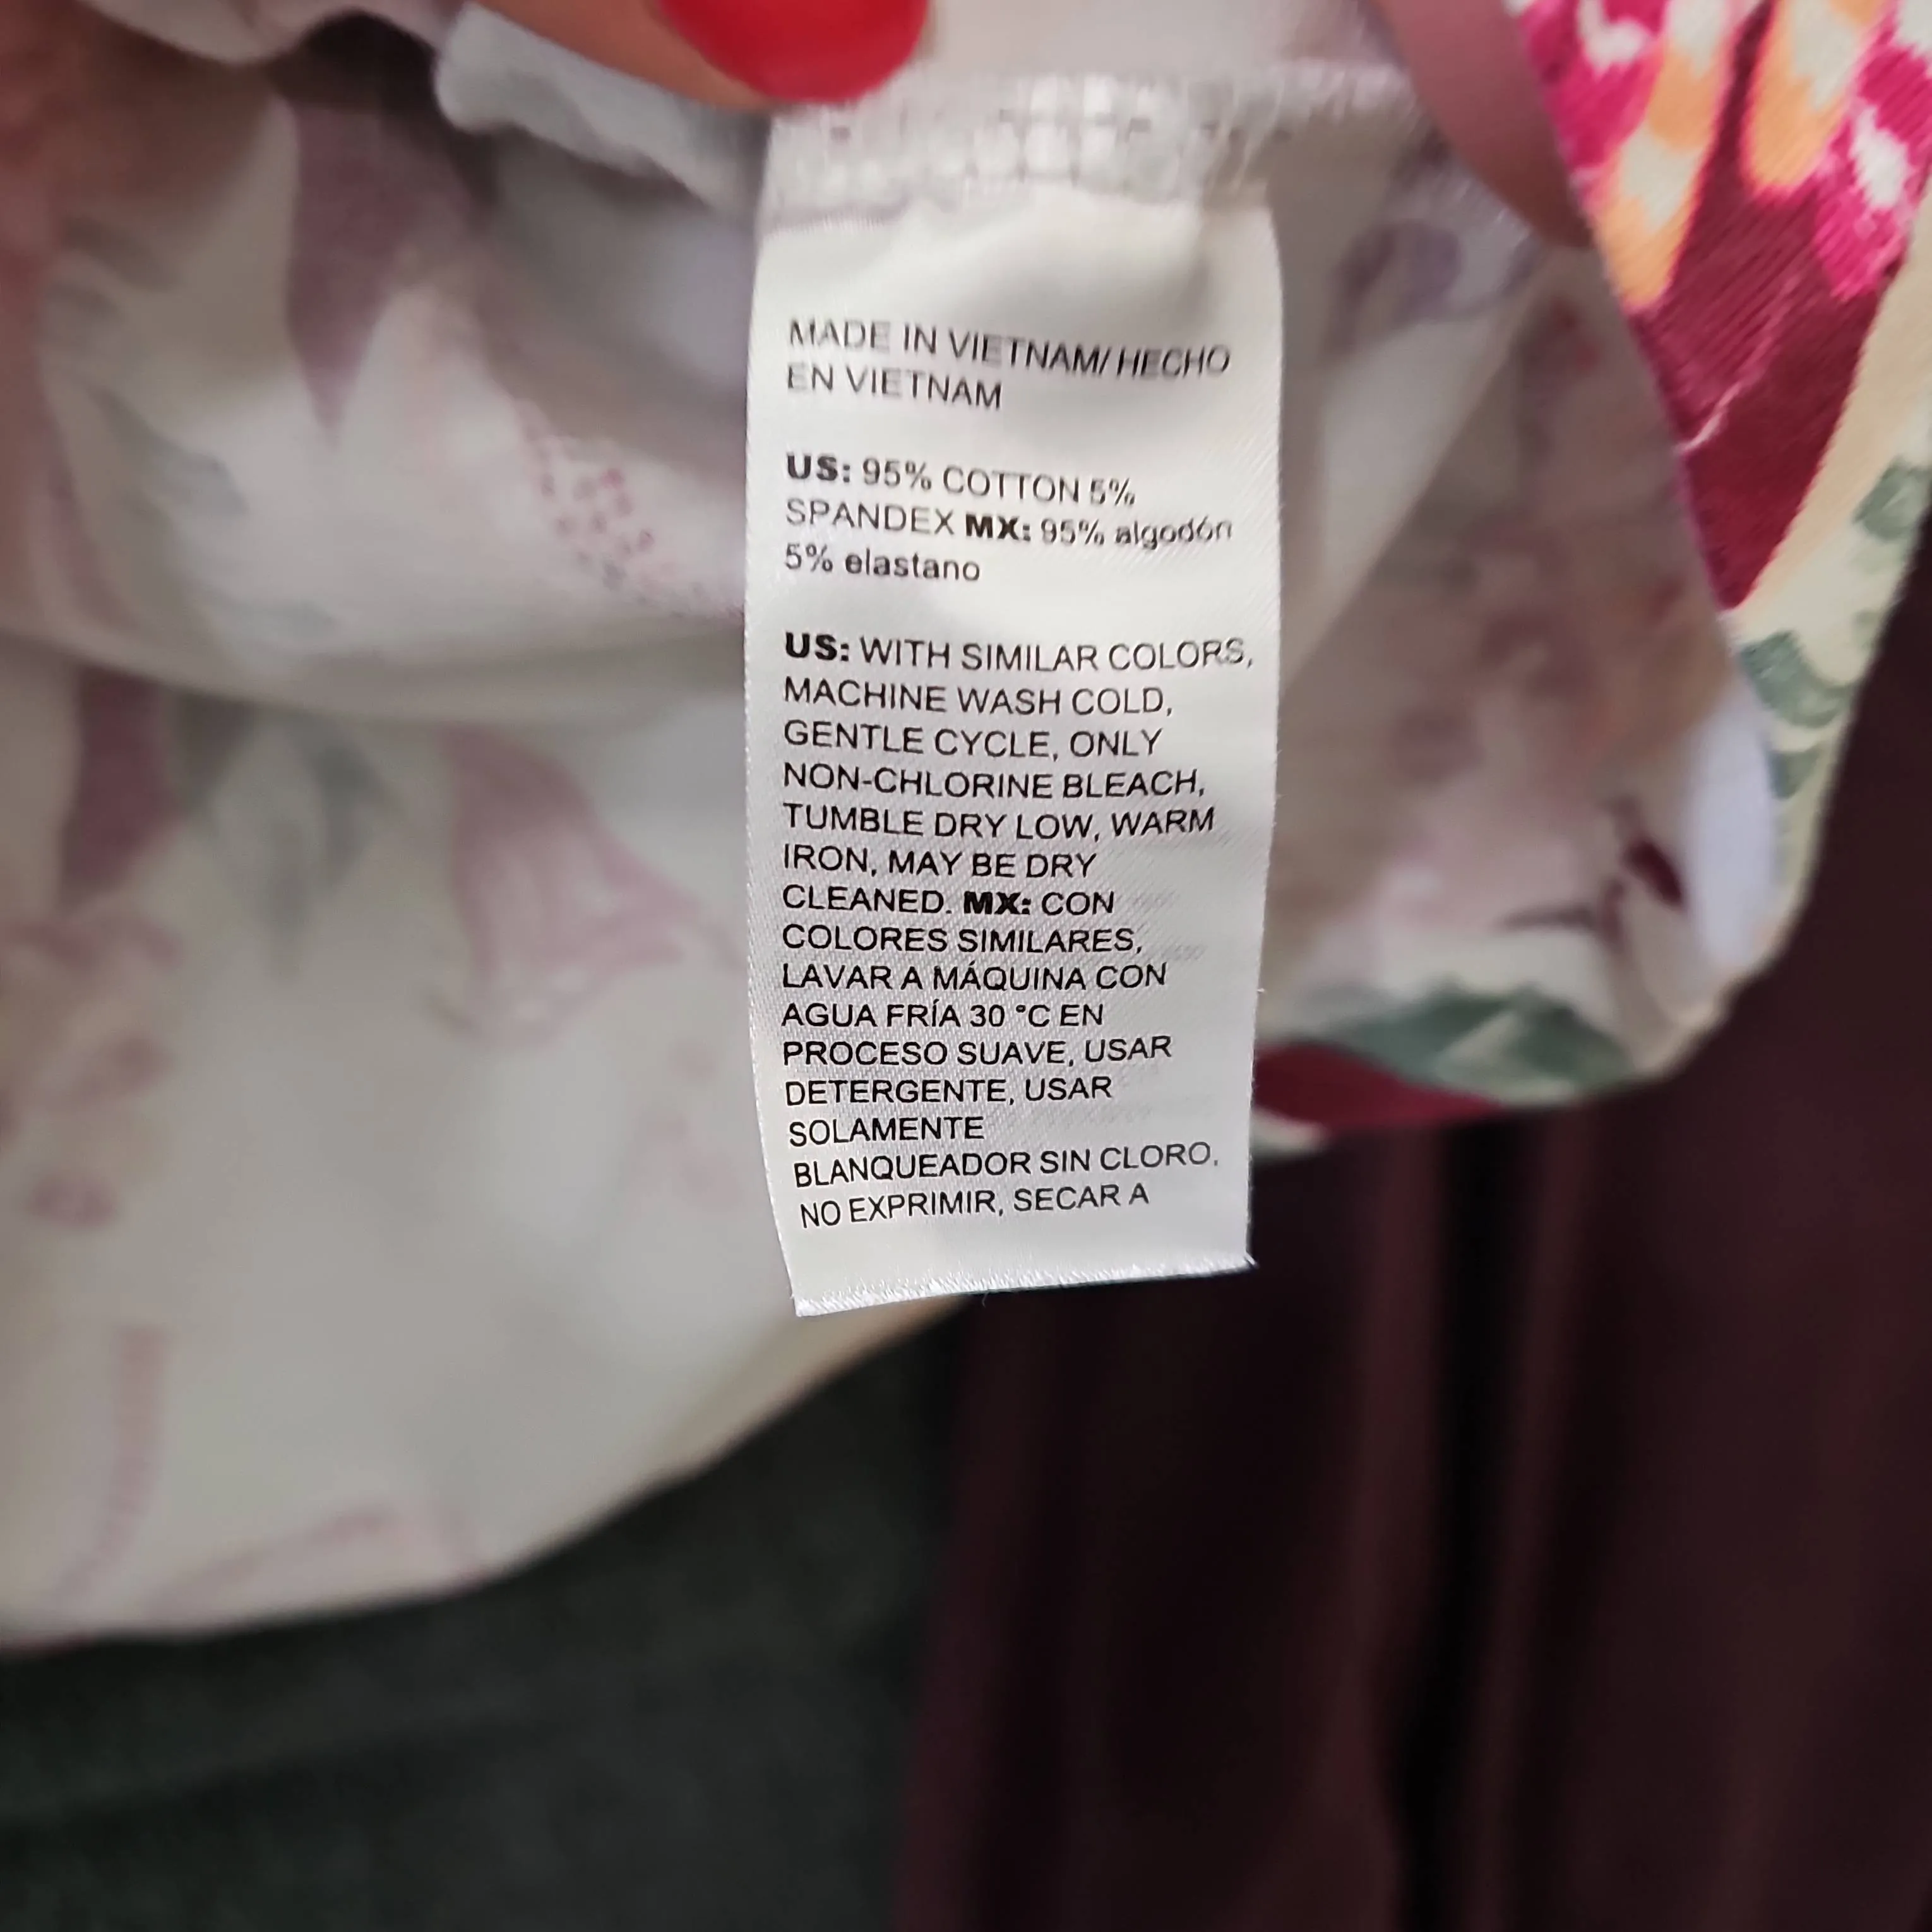 MADE IN VIETNAM/ HECHO
EN VIETNAM
US: 95% COTTON 5%
SPANDEX MX: 95% algodón
5% elastano
US: WITH SIMILAR COLORS,
MACHINE WASH COLD,
GENTLE CYCLE, ONLY
NON-CHLORINE BLEACH,
TUMBLE DRY LOW, WARM
IRON, MAY BE DRY
CLEANED. MX: CON
COLORES SIMILARES,
LAVAR A MÁQUINA CON
AGUA FRÍA 30 °C EN
PROCESO SUAVE, USAR
DETERGENTE, USAR
SOLAMENTE
BLANQUEADOR SIN CLORO,
NO EXPRIMIR, SECAR A